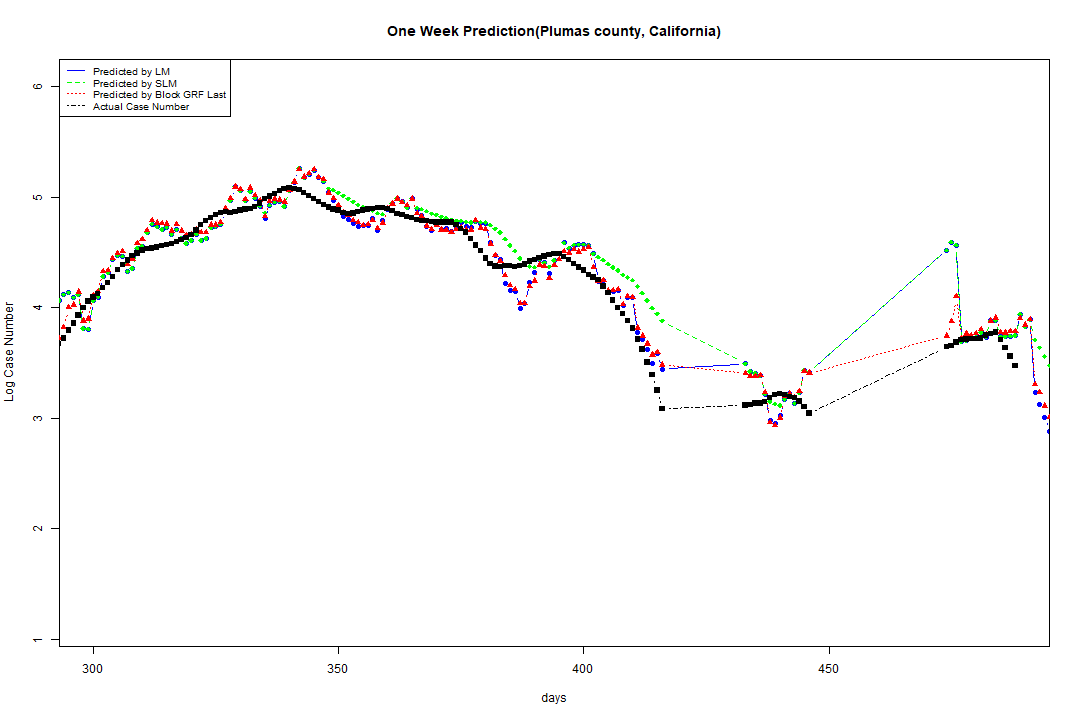 One Week Prediction(Plumas county, California)
Predicted by LM
Predicted by SLM
Predicted by Block GRF Last
Actual Case Number
6
5
4
3
2
1
Log Case Number
300 350 400 450
days